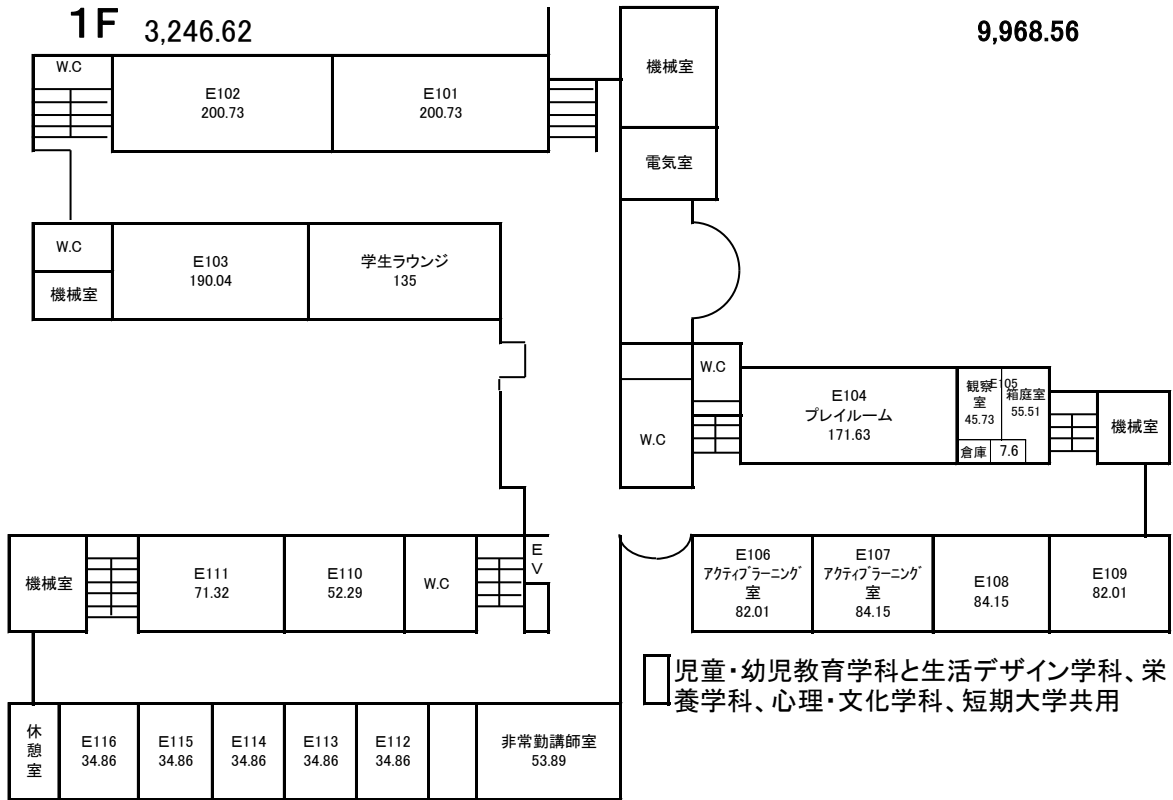 1F 3,246.62
9,968.56
W.C
E102
200.73
E101
200.73
機械室
電気室
W.C
機械室
E103
190.04
学生ラウンジ
135
W.C
W.C
E104
プレイルーム
171.63
E105
観察
室
45.73
箱庭室
55.51
倉庫
7.6
機械室
機械室
E111
71.32
E110
52.29
W.C
E
V
E106
アクティブラーニング
室
82.01
E107
アクティブラーニング
室
84.15
E108
84.15
E109
82.01
児童・幼児教育学科と生活デザイン学科、栄
養学科、心理・文化学科、短期大学共用
休
憩
室
E116
34.86
E115
34.86
E114
34.86
E113
34.86
E112
34.86
非常勤講師室
53.89